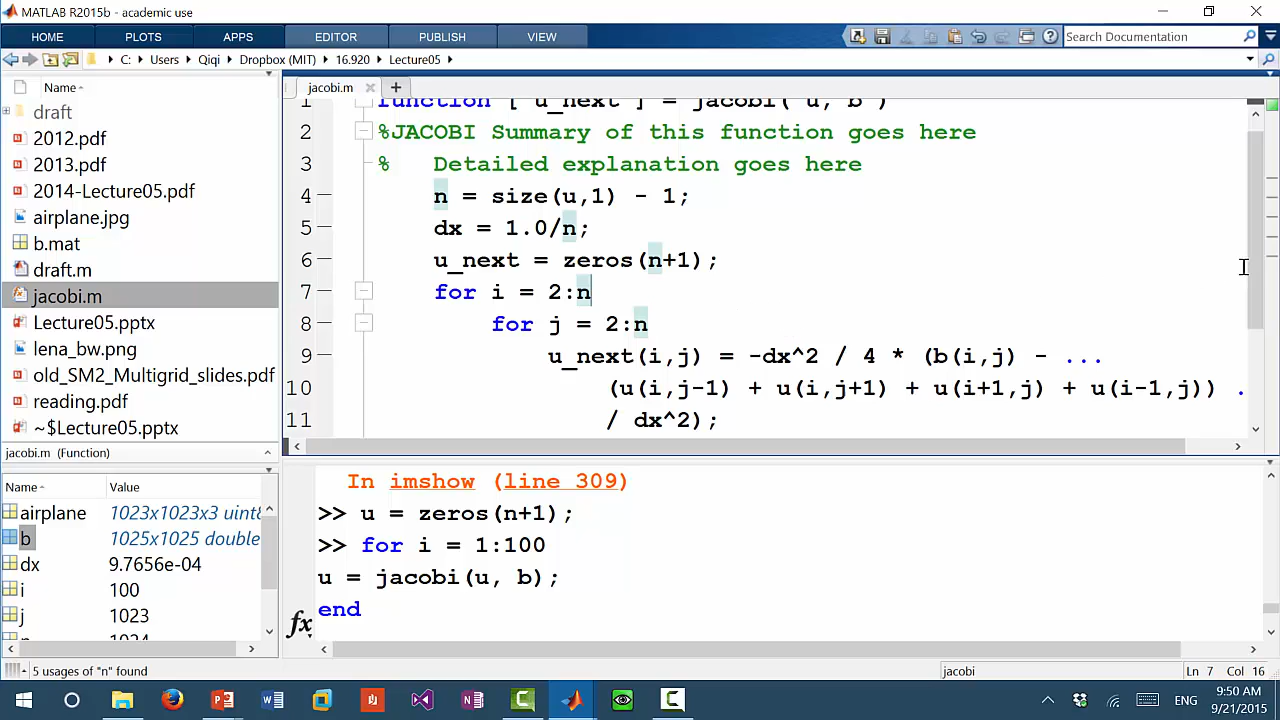 MATLAB R2015b - academic use
HOME PLOTS APPS EDITOR PUBLISH VIEW
Search Documentation
C: Users Qiqi Dropbox (MIT) 16.920 Lecture05
Name
draft
2012.pdf
2013.pdf
2014-Lecture05.pdf
airplane.jpg
b.mat
draft.m
jacobi.m
Lecture05.pptx
lena_bw.png
old_SM2_Multigrid_slides.pdf
reading.pdf
~$Lecture05.pptx
jacobi.m (Function)
Name Value
airplane 1023x1023x3 uint8
b 1025x1025 double
dx 9.7656e-04
i 100
j 1023
n 1024
jacobi.m
1 function [ u_next ] = jacobi( u, b )
2 %JACOBI Summary of this function goes here
3 % Detailed explanation goes here
4 n = size(u,1) - 1;
5 dx = 1.0/n;
6 u_next = zeros(n+1);
7 for i = 2:n
8 for j = 2:n
9 u_next(i,j) = -dx^2 / 4 * (b(i,j) - ...
10 (u(i,j-1) + u(i,j+1) + u(i+1,j) + u(i-1,j)) .
11 / dx^2);
In imshow (line 309)
>> u = zeros(n+1);
>> for i = 1:100
u = jacobi(u, b);
end
fx
5 usages of "n" found
jacobi
Ln 7 Col 16
ENG
9:50 AM
9/21/2015